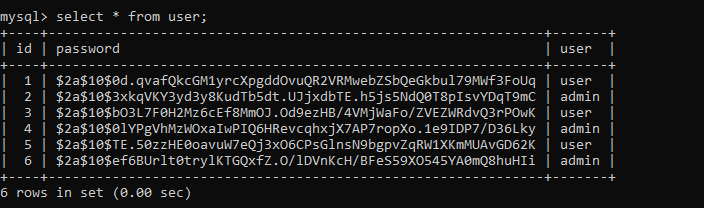 mysql> select * from user;
+----+--------------------------------------------------------------+-------+
| id | password                                                     | user  |
+----+--------------------------------------------------------------+-------+
|  1 | $2a$10$0d.qvafQkcGM1yrcXpgddOvuQR2VRMwebZSbQeGkbul79MWf3FoUq | user  |
|  2 | $2a$10$3xkqVKY3yd3y8KudTb5dt.UJjxdbTE.h5js5NdQ0T8pIsvYDqT9mC | admin |
|  3 | $2a$10$bO3L7F0H2Mz6cEf8MmOJ.Od9ezHB/4VMjWaFo/ZVEZWRdvQ3rPOwK | user  |
|  4 | $2a$10$0lYPgVhMzWOxaIwPIQ6HRevcqhxjX7AP7ropXo.1e9IDP7/D36Lky | admin |
|  5 | $2a$10$TE.50zzHE0oavuW7eQj3xO6CPsGlnsN9bgpvZqRW1XKmMUAvGD62K | user  |
|  6 | $2a$10$ef6BUrlt0trylKTGQxfZ.O/lDVnKcH/BFeS59XO545YA0mQ8huHIi | admin |
+----+--------------------------------------------------------------+-------+
6 rows in set (0.00 sec)